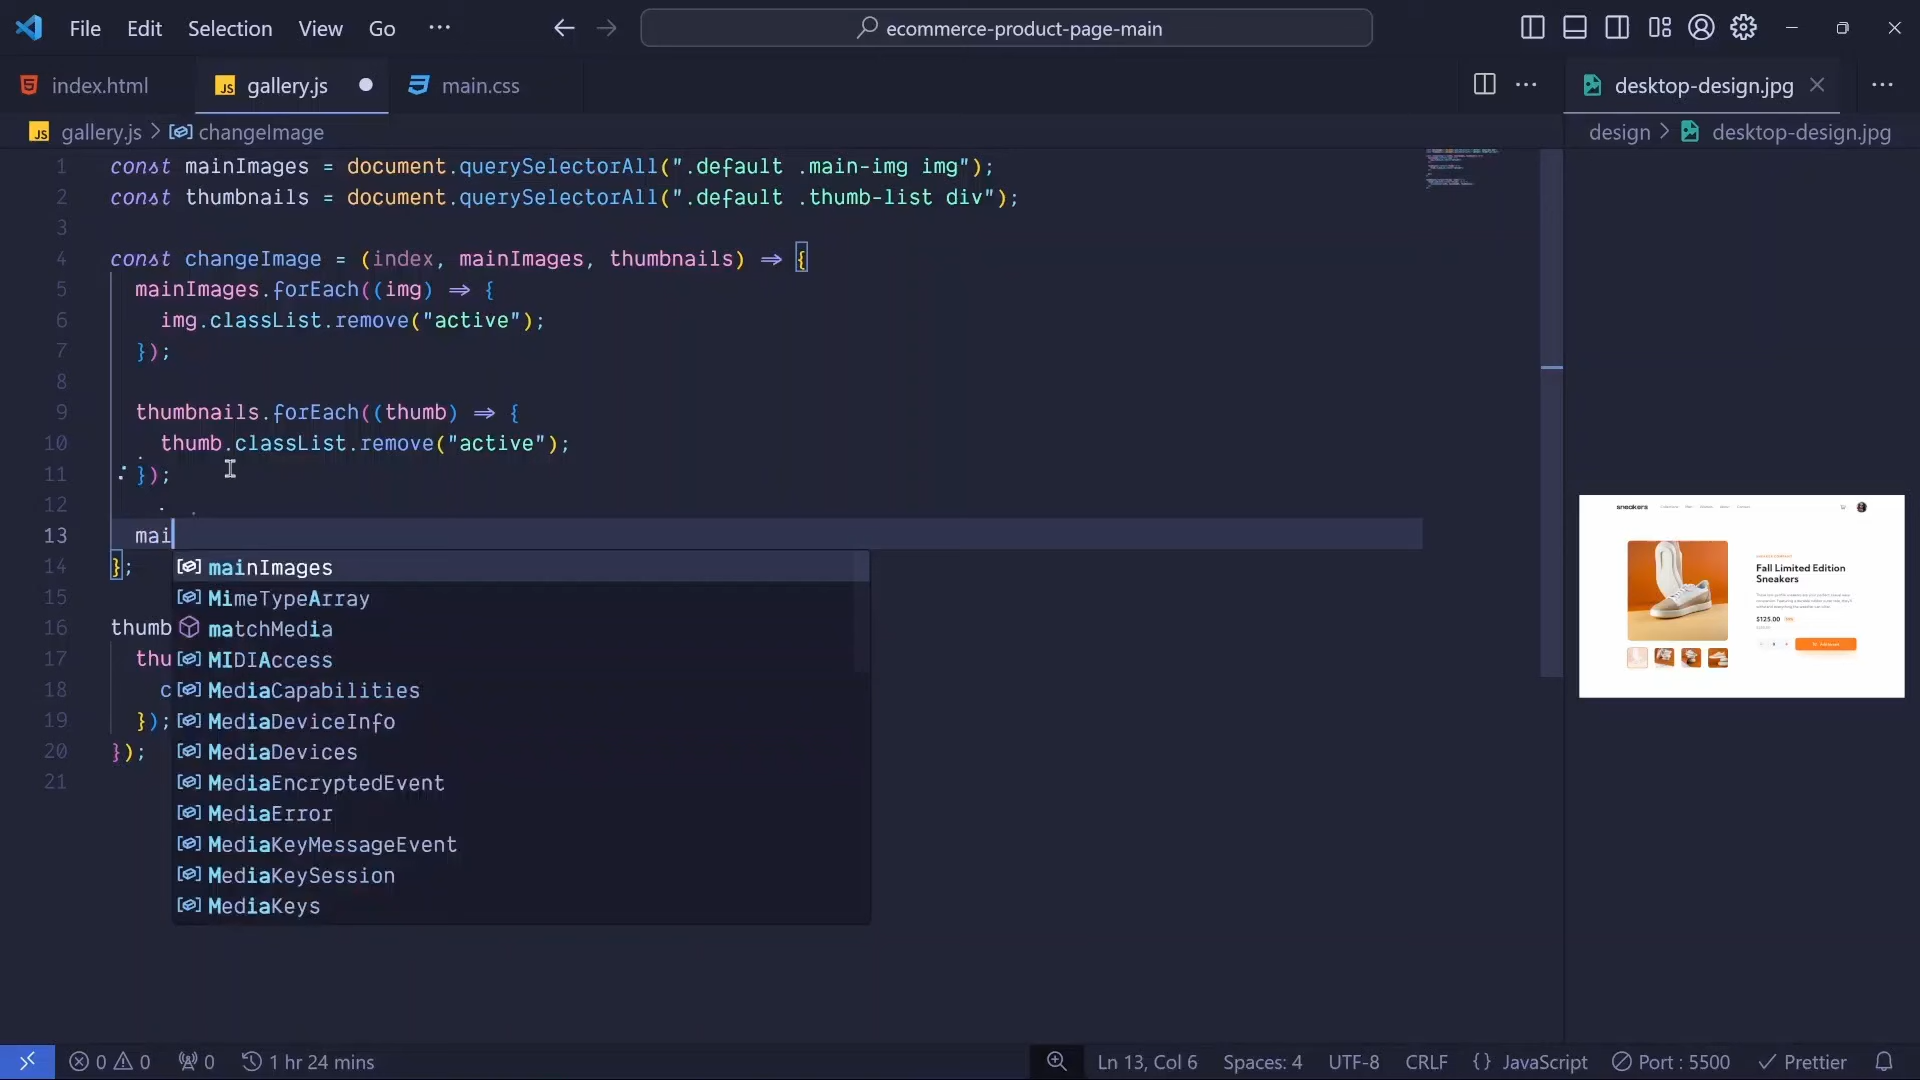 File Edit Selection View Go ··· ecommerce-product-page-main
index.html gallery.js main.css desktop-design.jpg
gallery.js > changeImage design > desktop-design.jpg
1 const mainImages = document.querySelectorAll(".default .main-img img");
2 const thumbnails = document.querySelectorAll(".default .thumb-list div");
3
4 const changeImage = (index, mainImages, thumbnails) => {
5 mainImages.forEach((img) => {
6 img.classList.remove("active");
7 });
8
9 thumbnails.forEach((thumb) => {
10 thumb.classList.remove("active");
11 });
12
13 mai
14 };
15
16 thumb
17 thu
18 c
19 });
20 });
21
mainImages
MimeTypeArray
matchMedia
MIDIAccess
MediaCapabilities
MediaDeviceInfo
MediaDevices
MediaEncryptedEvent
MediaError
MediaKeyMessageEvent
MediaKeySession
MediaKeys
sneakers
Fall Limited Edition
Sneakers
$125.00
0 0 0 1 hr 24 mins Ln 13, Col 6 Spaces: 4 UTF-8 CRLF {} JavaScript Port : 5500 Prettier